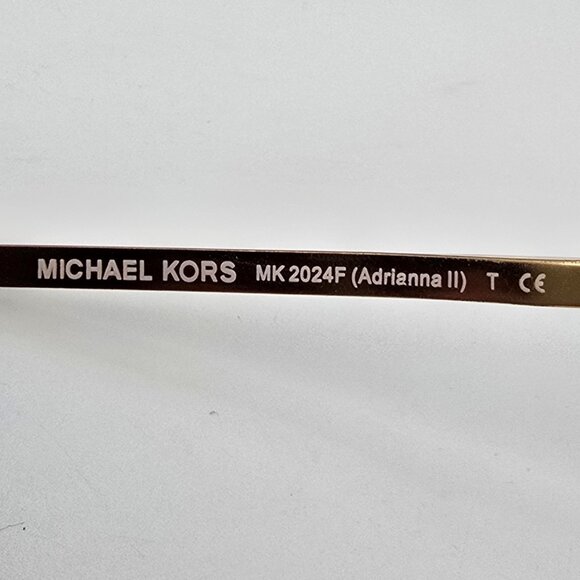 MICHAEL KORS MK 2024F (Adrianna II) T CE